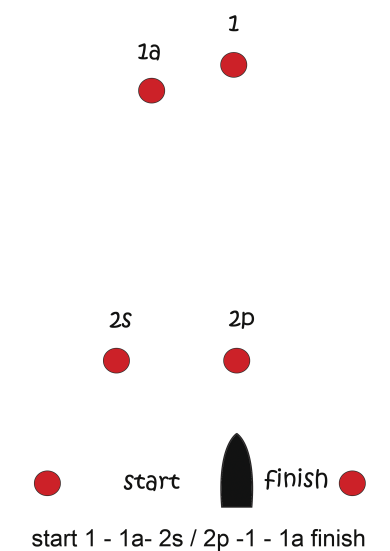 1
1a
2s
2p
start
finish
start 1 - 1a- 2s / 2p -1 - 1a finish